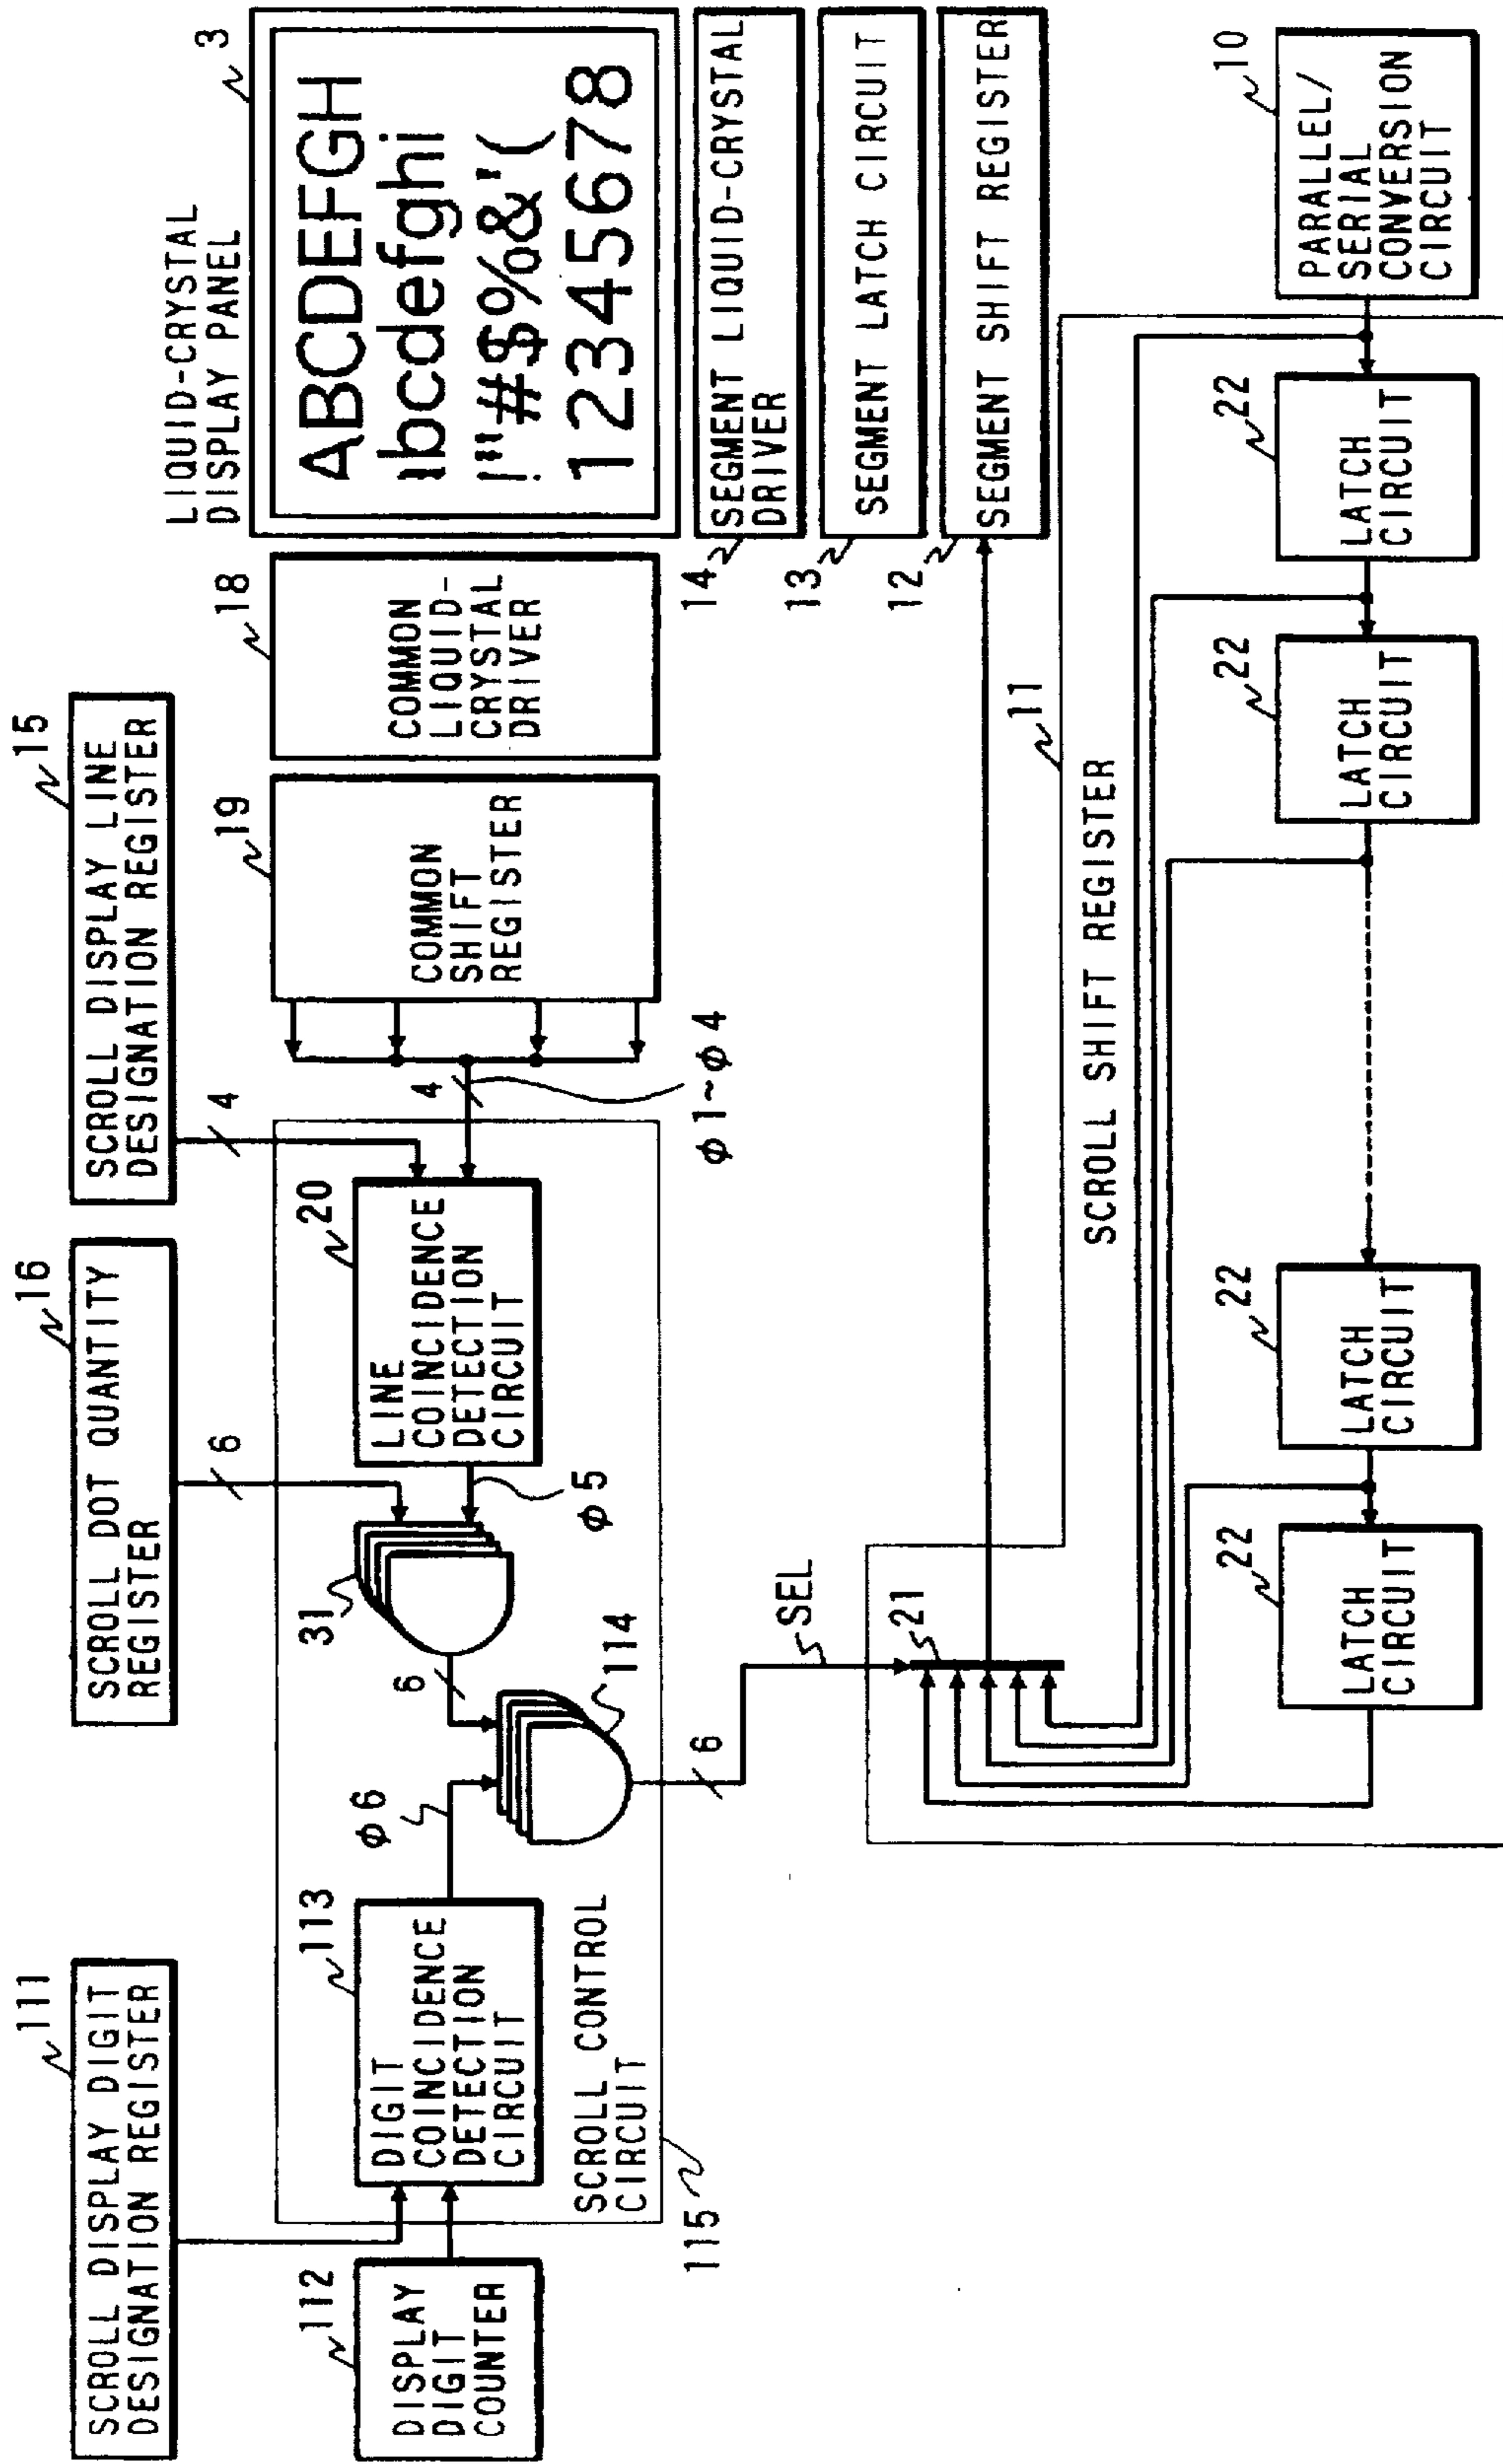 111
SCROLL DISPLAY DIGIT
DESIGNATION REGISTER
16
SCROLL DOT QUANTITY
REGISTER
15
SCROLL DISPLAY LINE
DESIGNATION REGISTER
6
4
LIQUID-CRYSTAL
DISPLAY PANEL
112
DISPLAY
DIGIT
COUNTER
113
DIGIT
COINCIDENCE
DETECTION
CIRCUIT
φ6
31
6
114
φ5
20
LINE
COINCIDENCE
DETECTION
CIRCUIT
4
φ1~φ4
19
COMMON
SHIFT
REGISTER
18
COMMON
LIQUID-
CRYSTAL
DRIVER
3
ABCDEFGH
ıbcdefghi
!"#$%&'(
12345678
SCROLL CONTROL
CIRCUIT
115
6
SEL
14
SEGMENT LIQUID-CRYSTAL
DRIVER
13
SEGMENT LATCH CIRCUIT
12
SEGMENT SHIFT REGISTER
21
11
SCROLL SHIFT REGISTER
22
LATCH
CIRCUIT
22
LATCH
CIRCUIT
22
LATCH
CIRCUIT
22
LATCH
CIRCUIT
10
PARALLEL/
SERIAL
CONVERSION
CIRCUIT